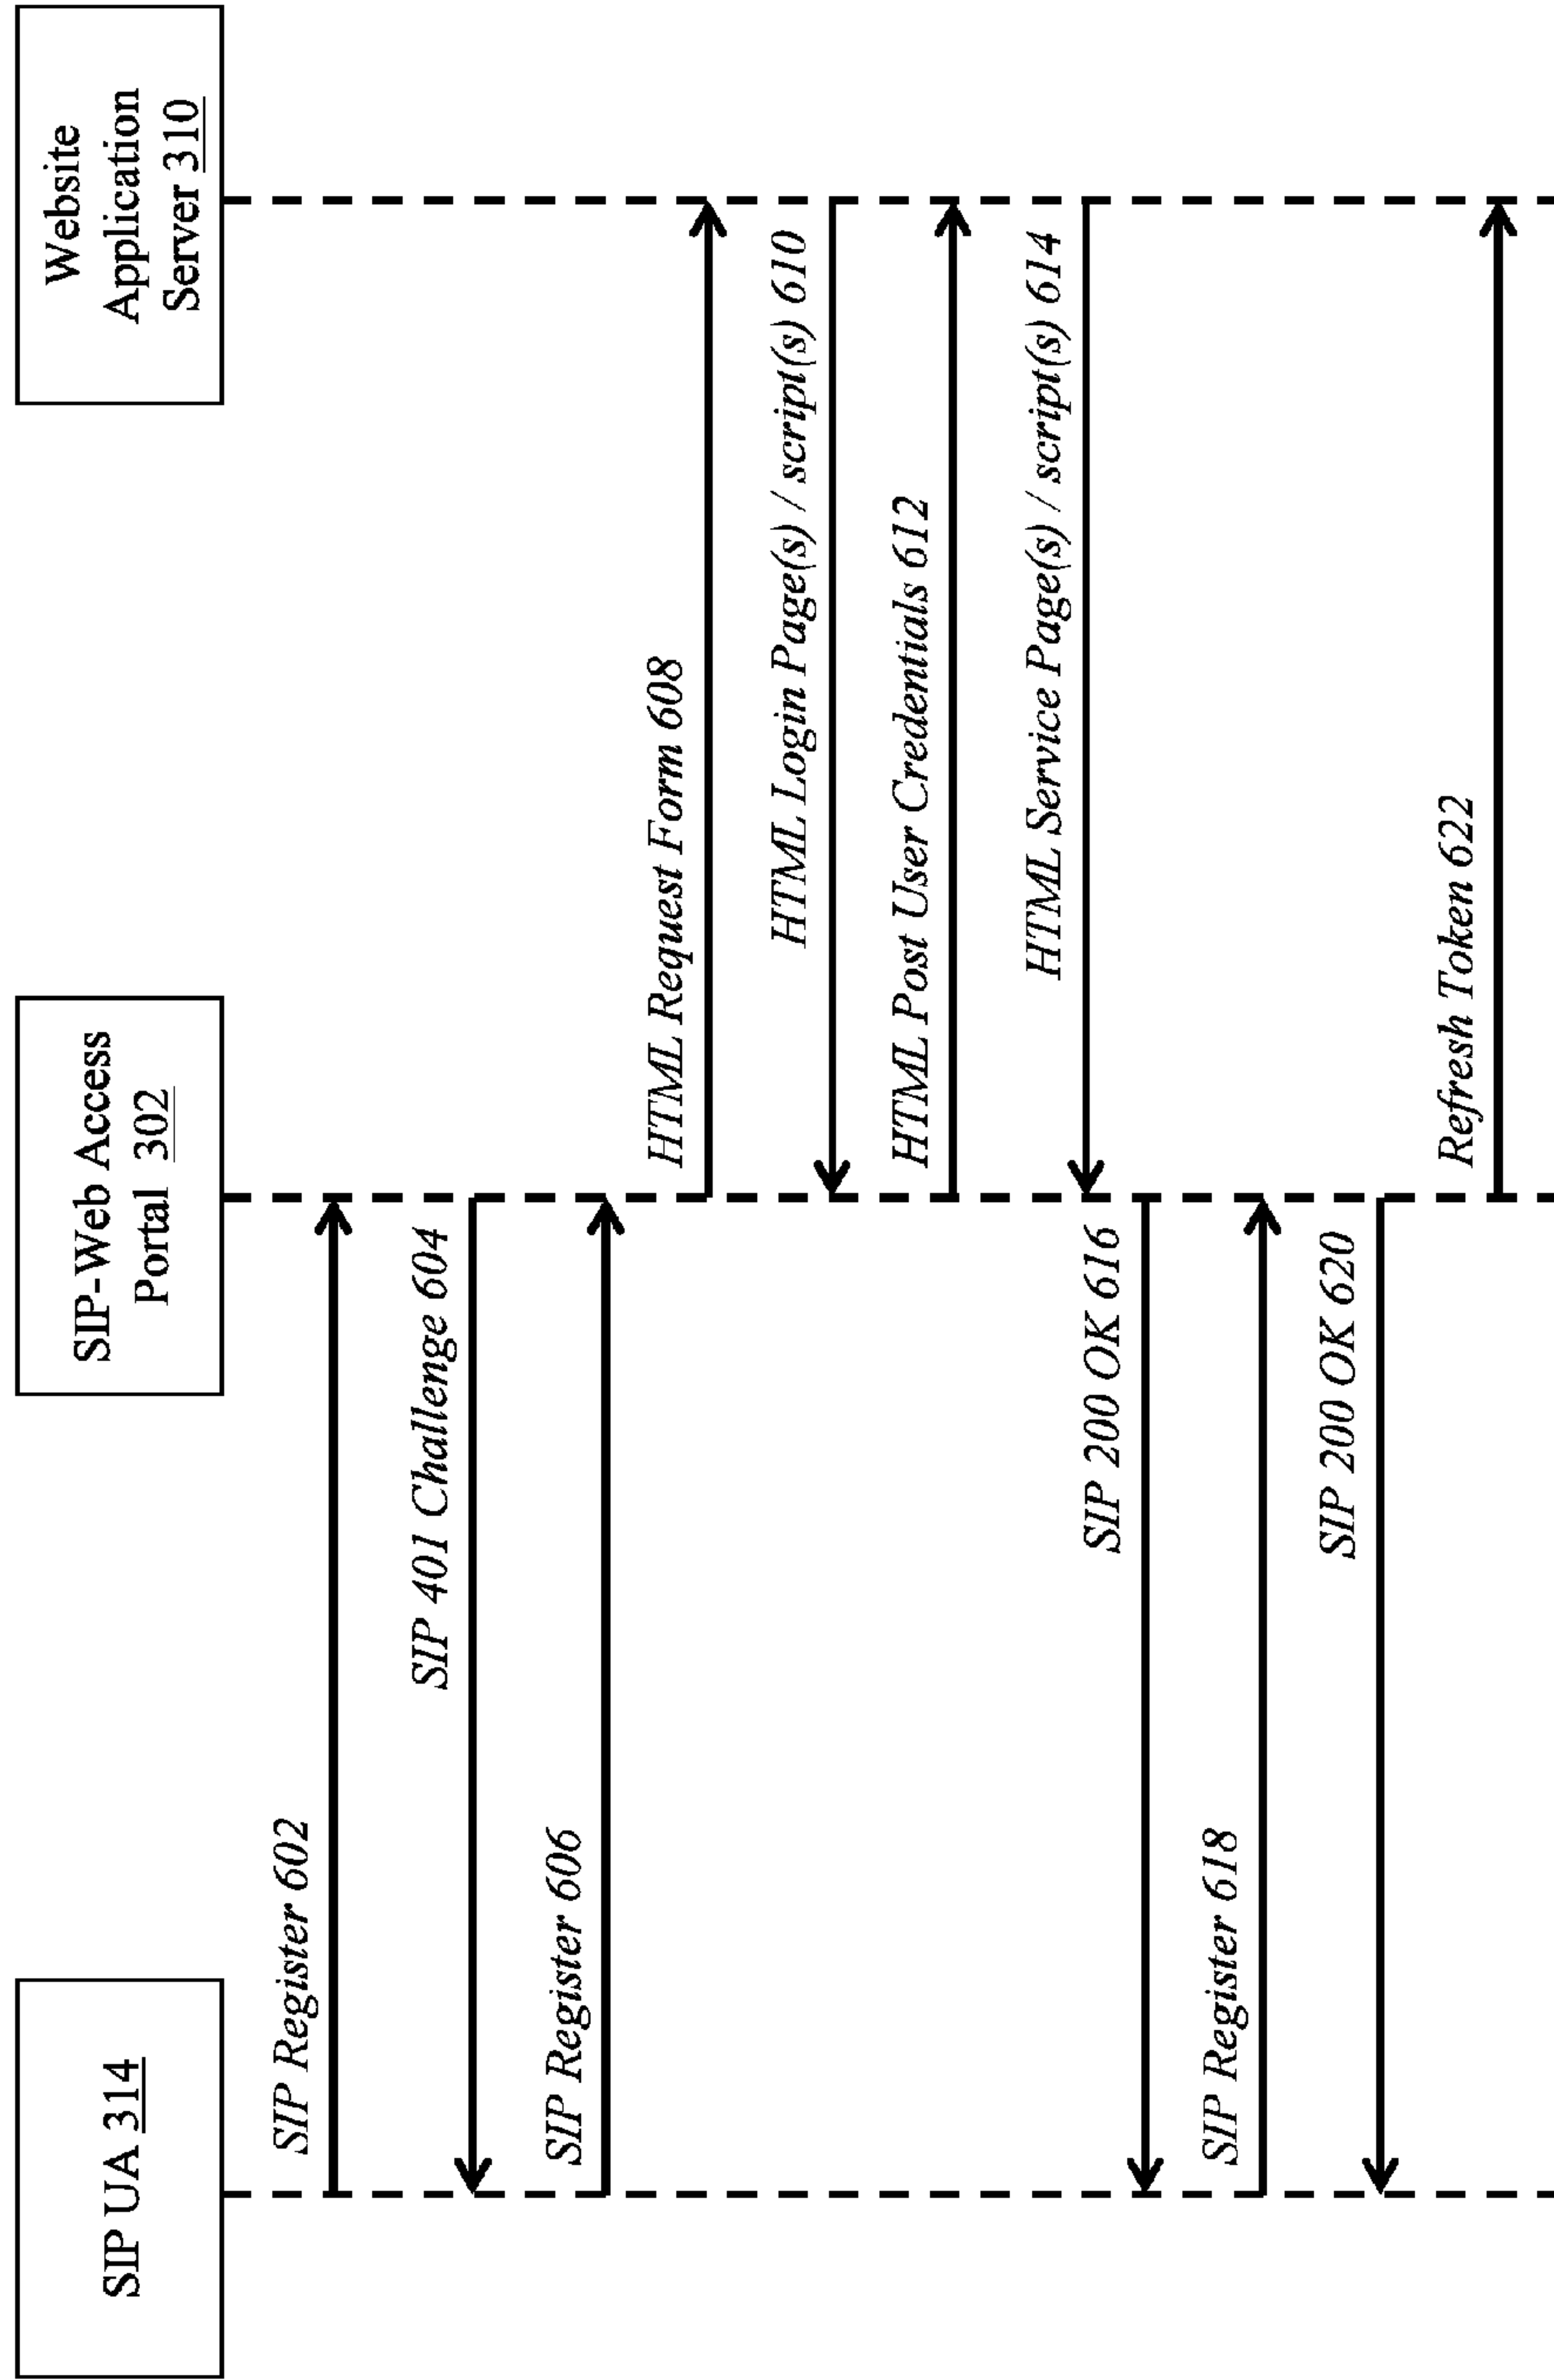 SIP UA 314
SIP-Web Access
Portal 302
Website
Application
Server 310
SIP Register 602
SIP 401 Challenge 604
SIP Register 606
HTML Request Form 608
HTML Login Page(s) / script(s) 610
HTML Post User Credentials 612
HTML Service Page(s) / script(s) 614
SIP 200 OK 616
SIP Register 618
SIP 200 OK 620
Refresh Token 622